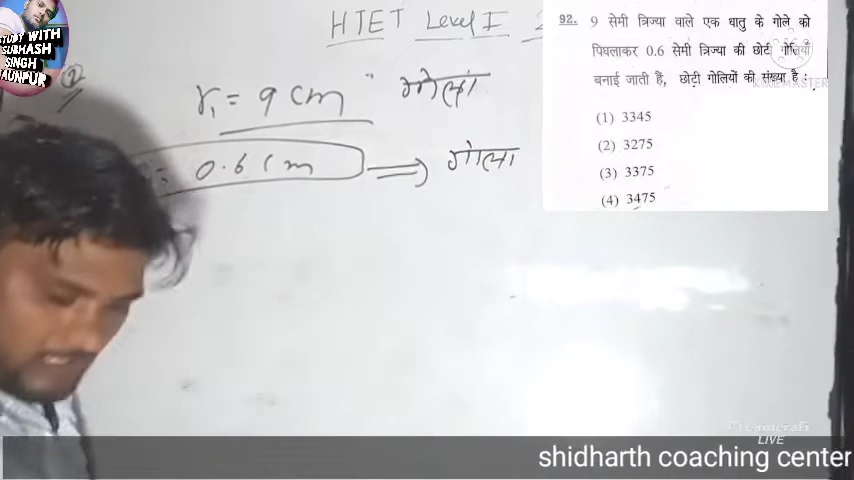 STUDY WITH
SUBHASH
SINGH
JAUNPUR
HTET Level I
r₁ = 9 cm गोला
= 0.6 cm ⇒ गोला
92. 9 सेमी त्रिज्या वाले एक धातु के गोले को
पिघलाकर 0.6 सेमी त्रिज्या की छोटी गोलियाँ
बनाई जाती हैं, छोटी गोलियों की संख्या है :
(1) 3345
(2) 3275
(3) 3375
(4) 3475
KINEMASTER
CameraFi
LIVE
shidharth coaching center